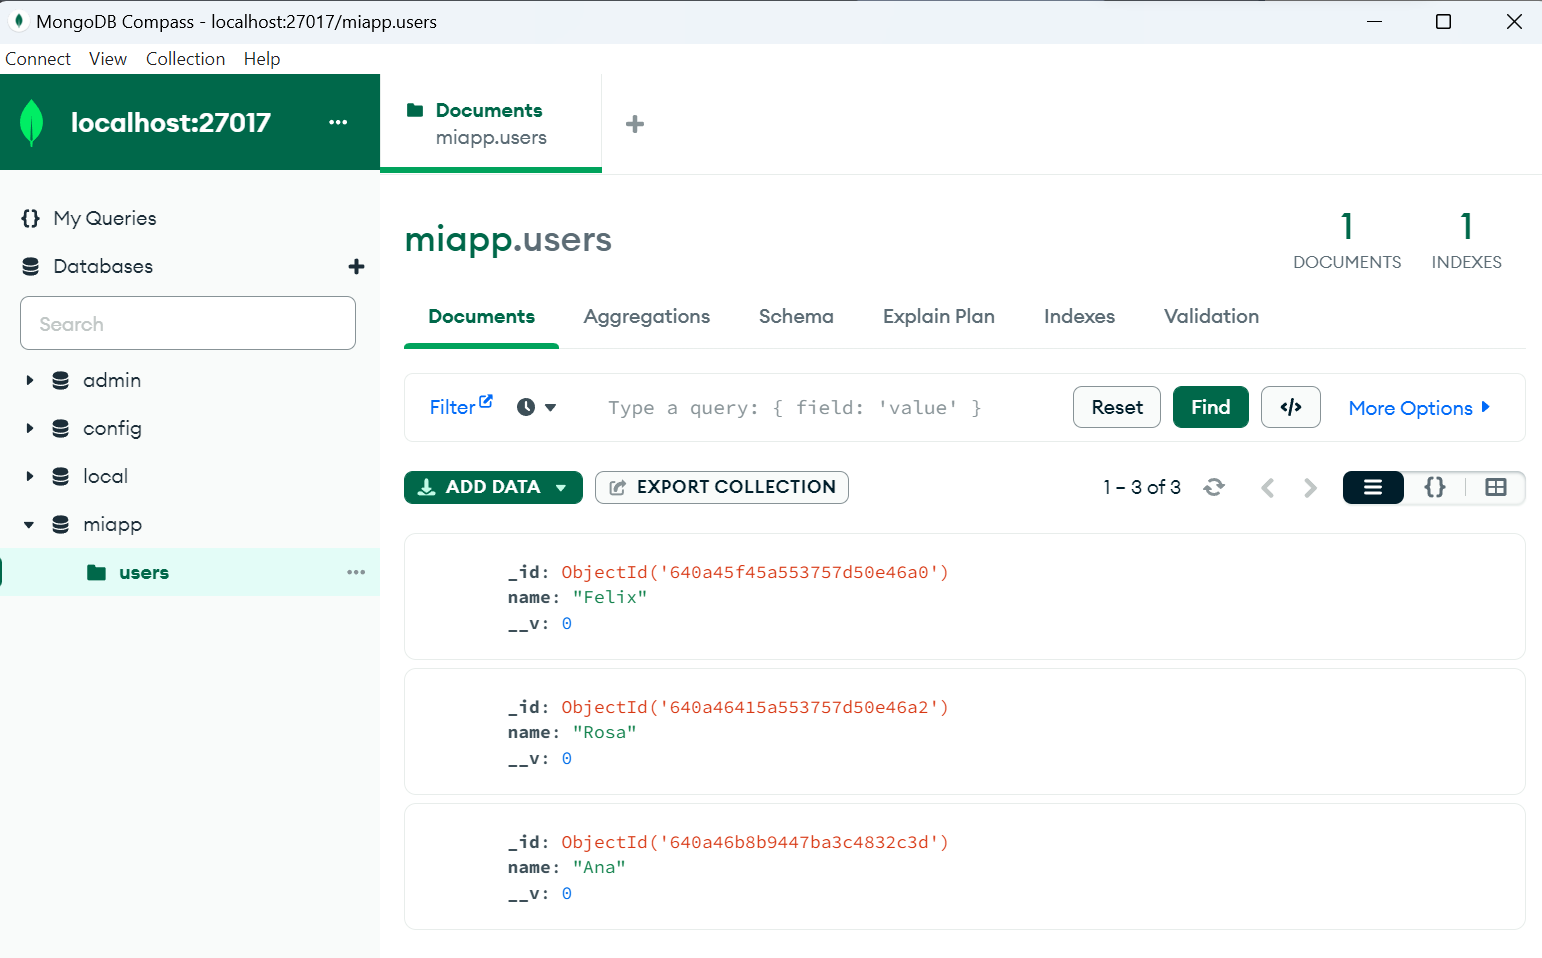 MongoDB Compass - localhost:27017/miapp.users
Connect View Collection Help
localhost:27017 ...
Documents
miapp.users
+
{} My Queries
Databases +
Search
admin
config
local
miapp
users ...
miapp.users
1
DOCUMENTS
1
INDEXES
Documents Aggregations Schema Explain Plan Indexes Validation
Filter Type a query: { field: 'value' } Reset Find </> More Options
ADD DATA EXPORT COLLECTION 1 – 3 of 3 {}
_id: ObjectId('640a45f45a553757d50e46a0')
name: "Felix"
__v: 0
_id: ObjectId('640a46415a553757d50e46a2')
name: "Rosa"
__v: 0
_id: ObjectId('640a46b8b9447ba3c4832c3d')
name: "Ana"
__v: 0